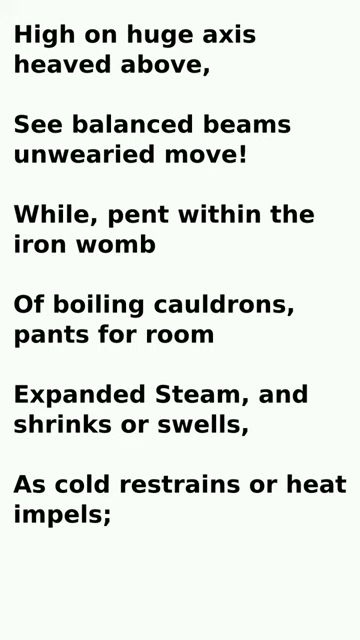 High on huge axis
heaved above,
See balanced beams
unwearied move!
While, pent within the
iron womb
Of boiling cauldrons,
pants for room
Expanded Steam, and
shrinks or swells,
As cold restrains or heat
impels;